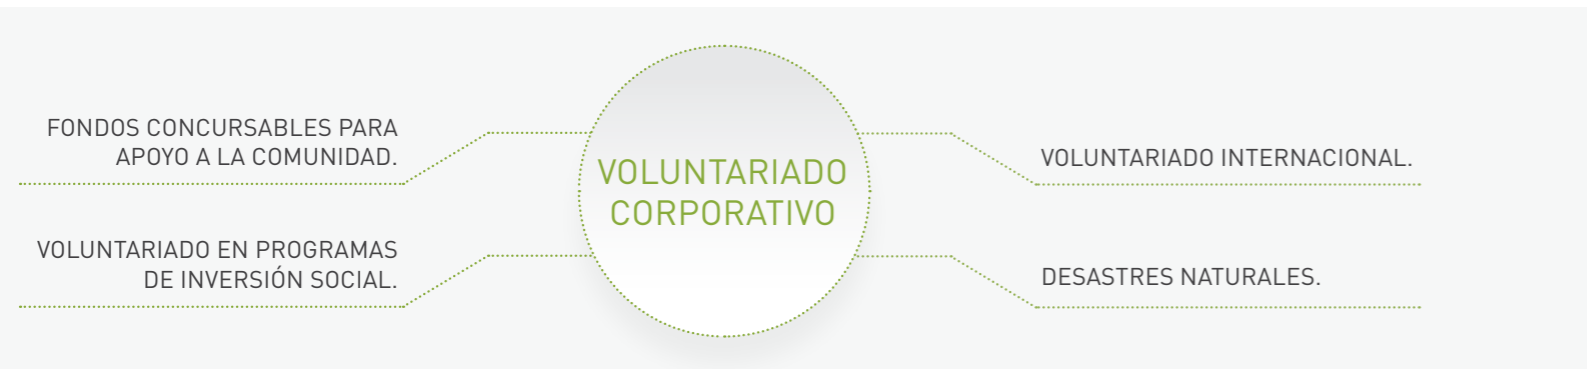 FONDOS CONCURSABLES PARA
APOYO A LA COMUNIDAD.
VOLUNTARIADO EN PROGRAMAS
DE INVERSIÓN SOCIAL.
VOLUNTARIADO
CORPORATIVO
VOLUNTARIADO INTERNACIONAL.
DESASTRES NATURALES.